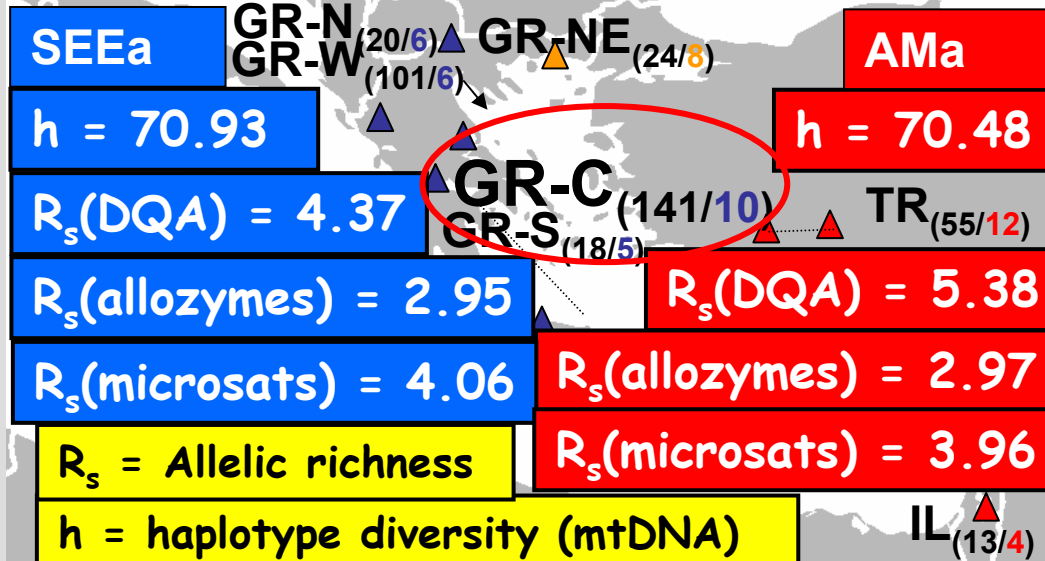 SEEa
GR-N(20/6)
GR-W(101/6)
GR-NE(24/8)
AMa
h = 70.93
h = 70.48
Rs(DQA) = 4.37
GR-C(141/10)
GR-S(18/5)
TR(55/12)
Rs(allozymes) = 2.95
Rs(DQA) = 5.38
Rs(microsats) = 4.06
Rs(allozymes) = 2.97
Rs = Allelic richness
Rs(microsats) = 3.96
h = haplotype diversity (mtDNA)
IL(13/4)